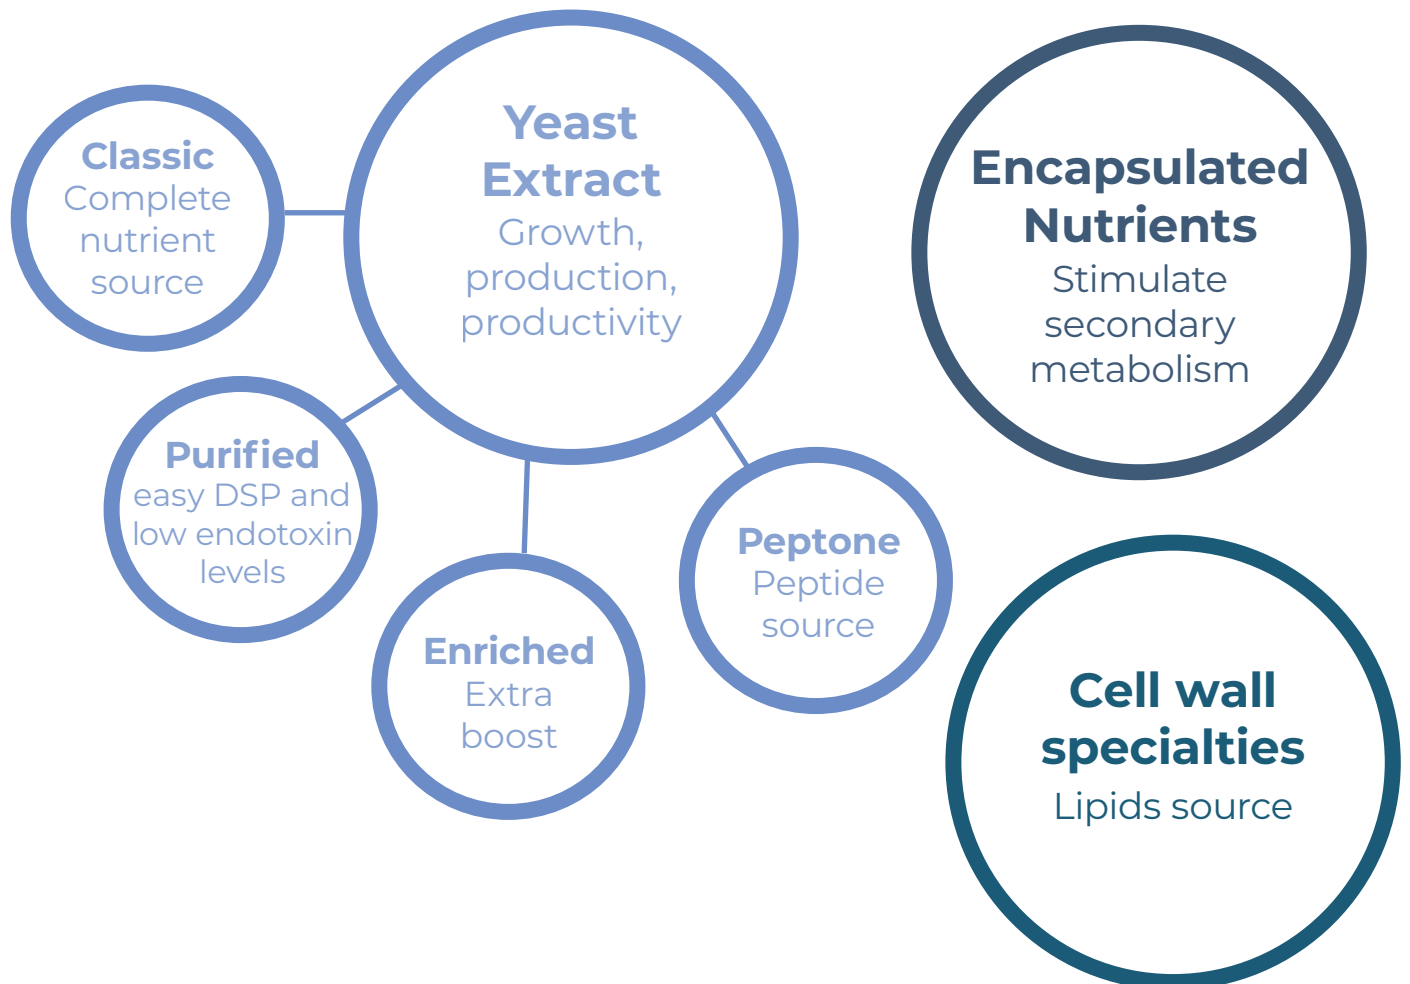 Yeast
Extract
Growth,
production,
productivity
Classic
Complete
nutrient
source
Purified
easy DSP and
low endotoxin
levels
Enriched
Extra
boost
Peptone
Peptide
source
Encapsulated
Nutrients
Stimulate
secondary
metabolism
Cell wall
specialties
Lipids source